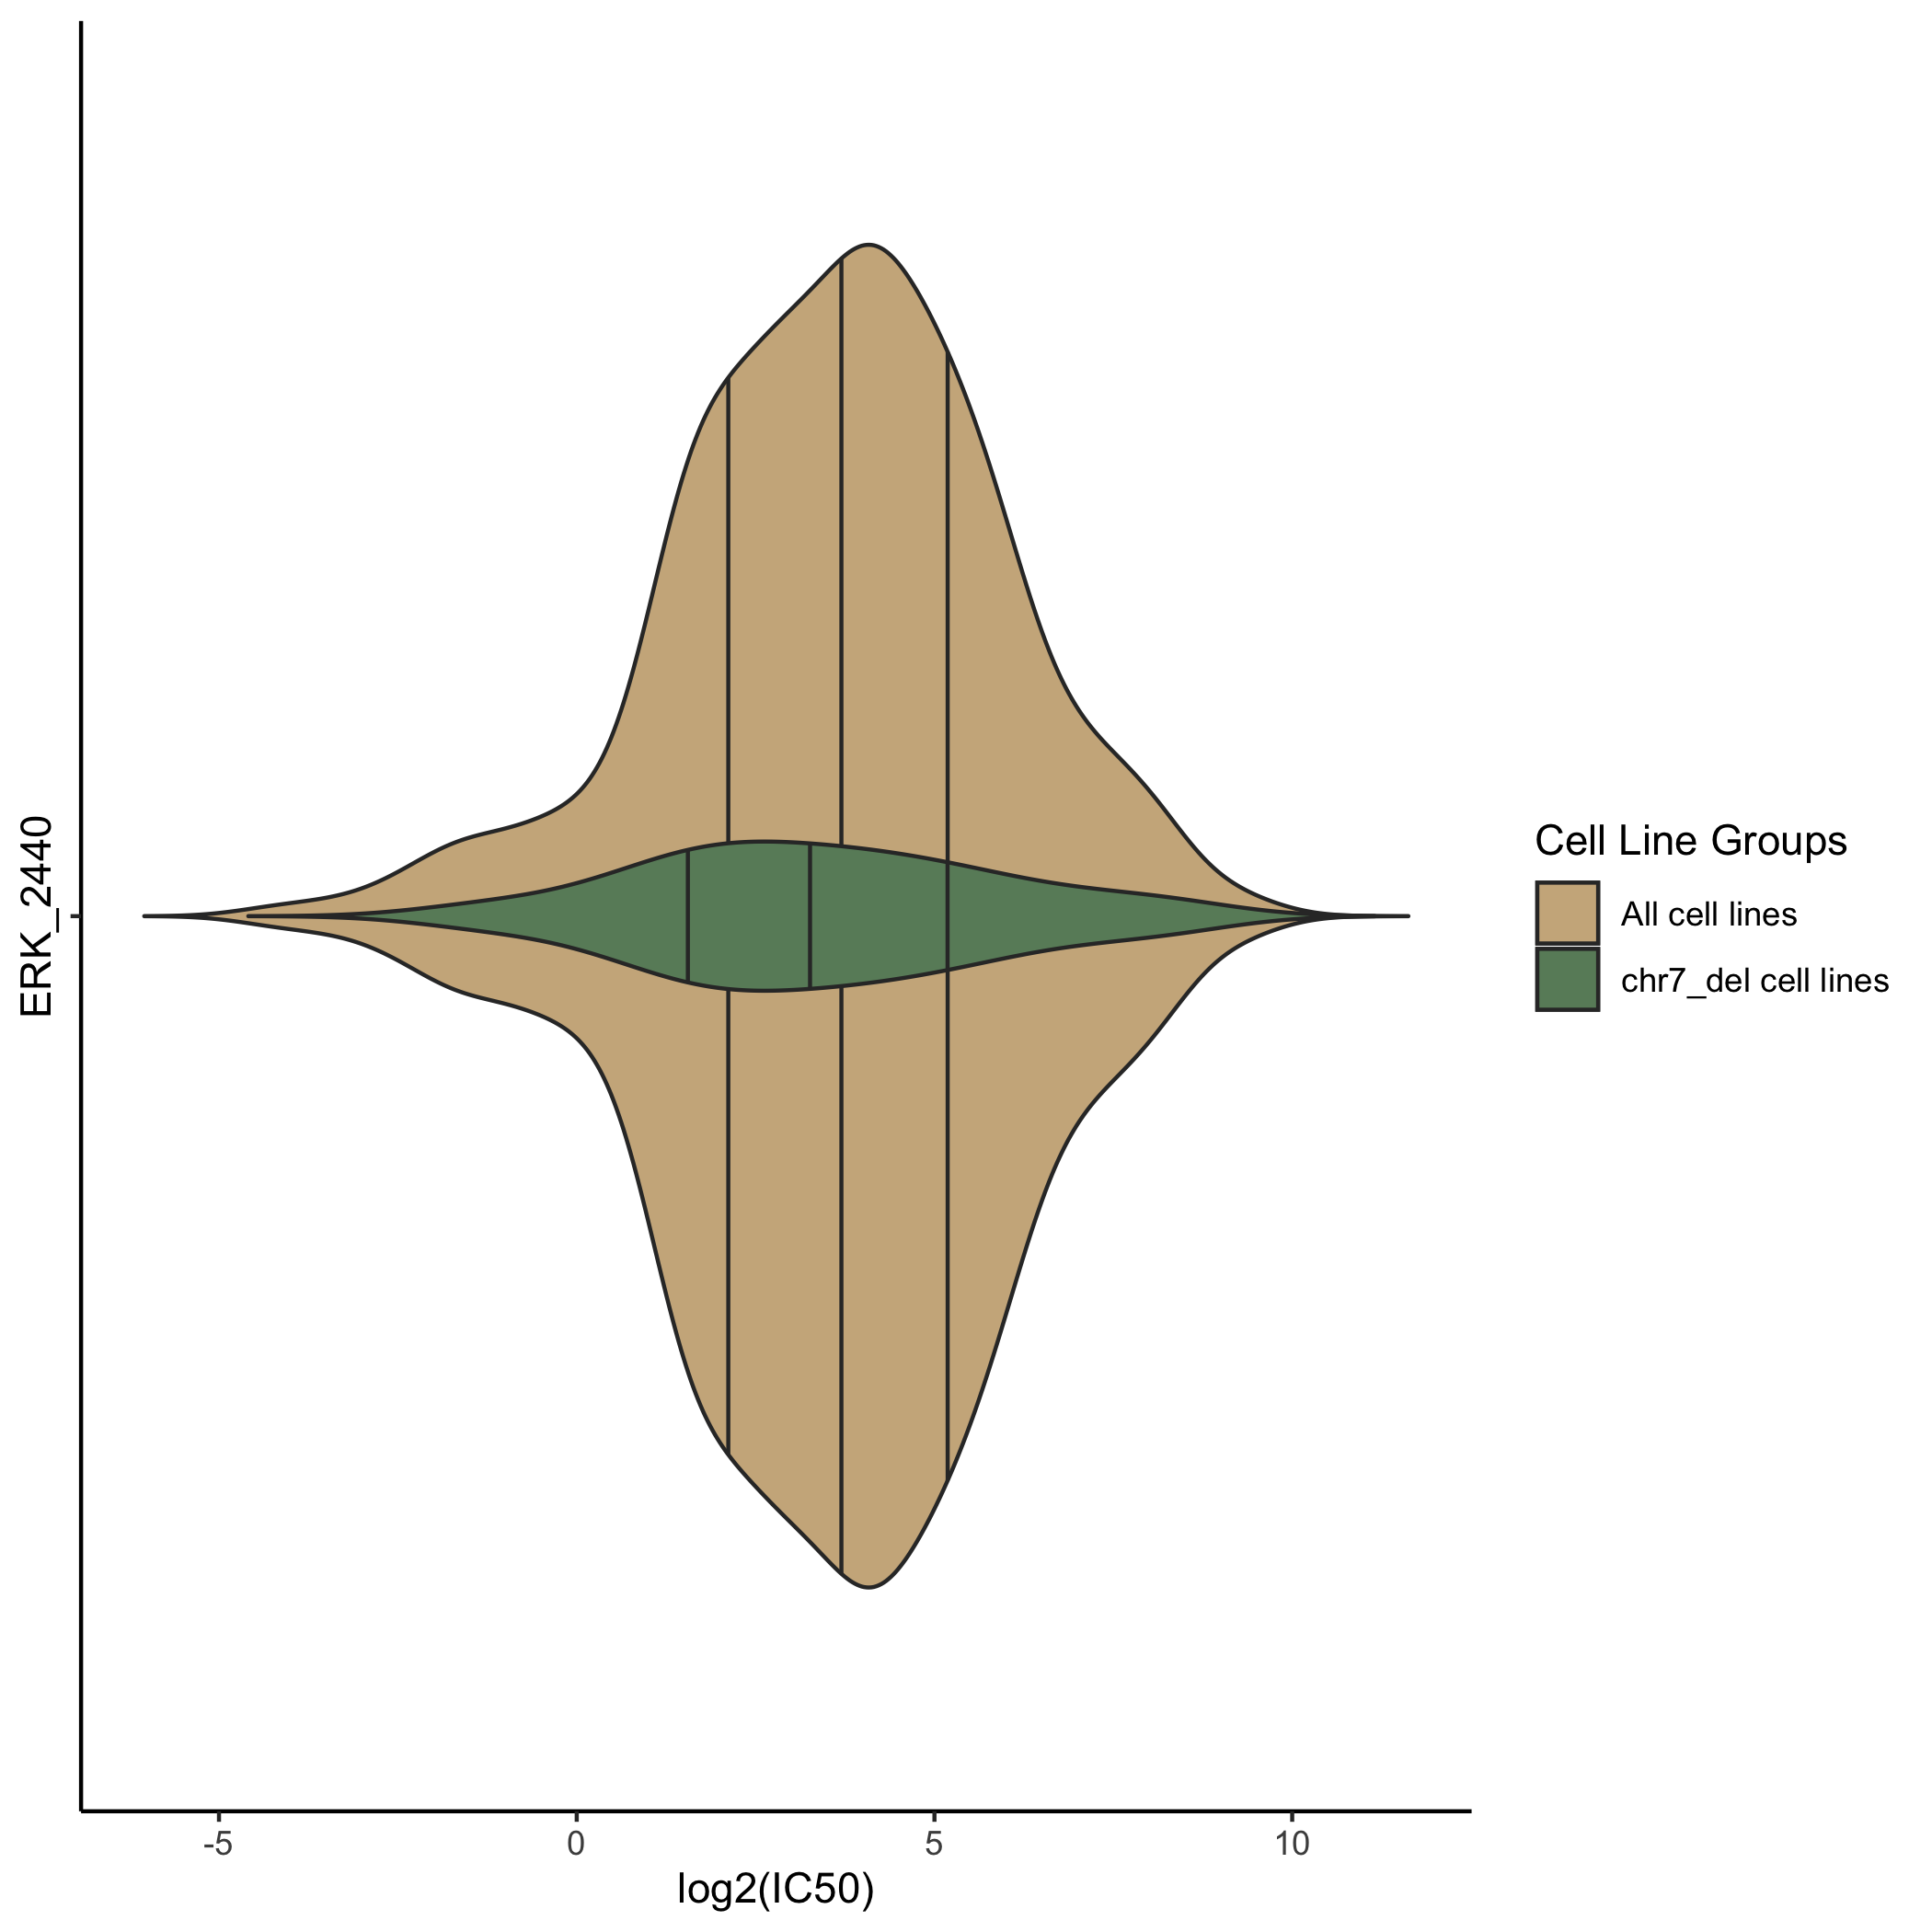 ERK_2440
-5
0
5
10
log2(IC50)
Cell Line Groups
All cell lines
chr7_del cell lines